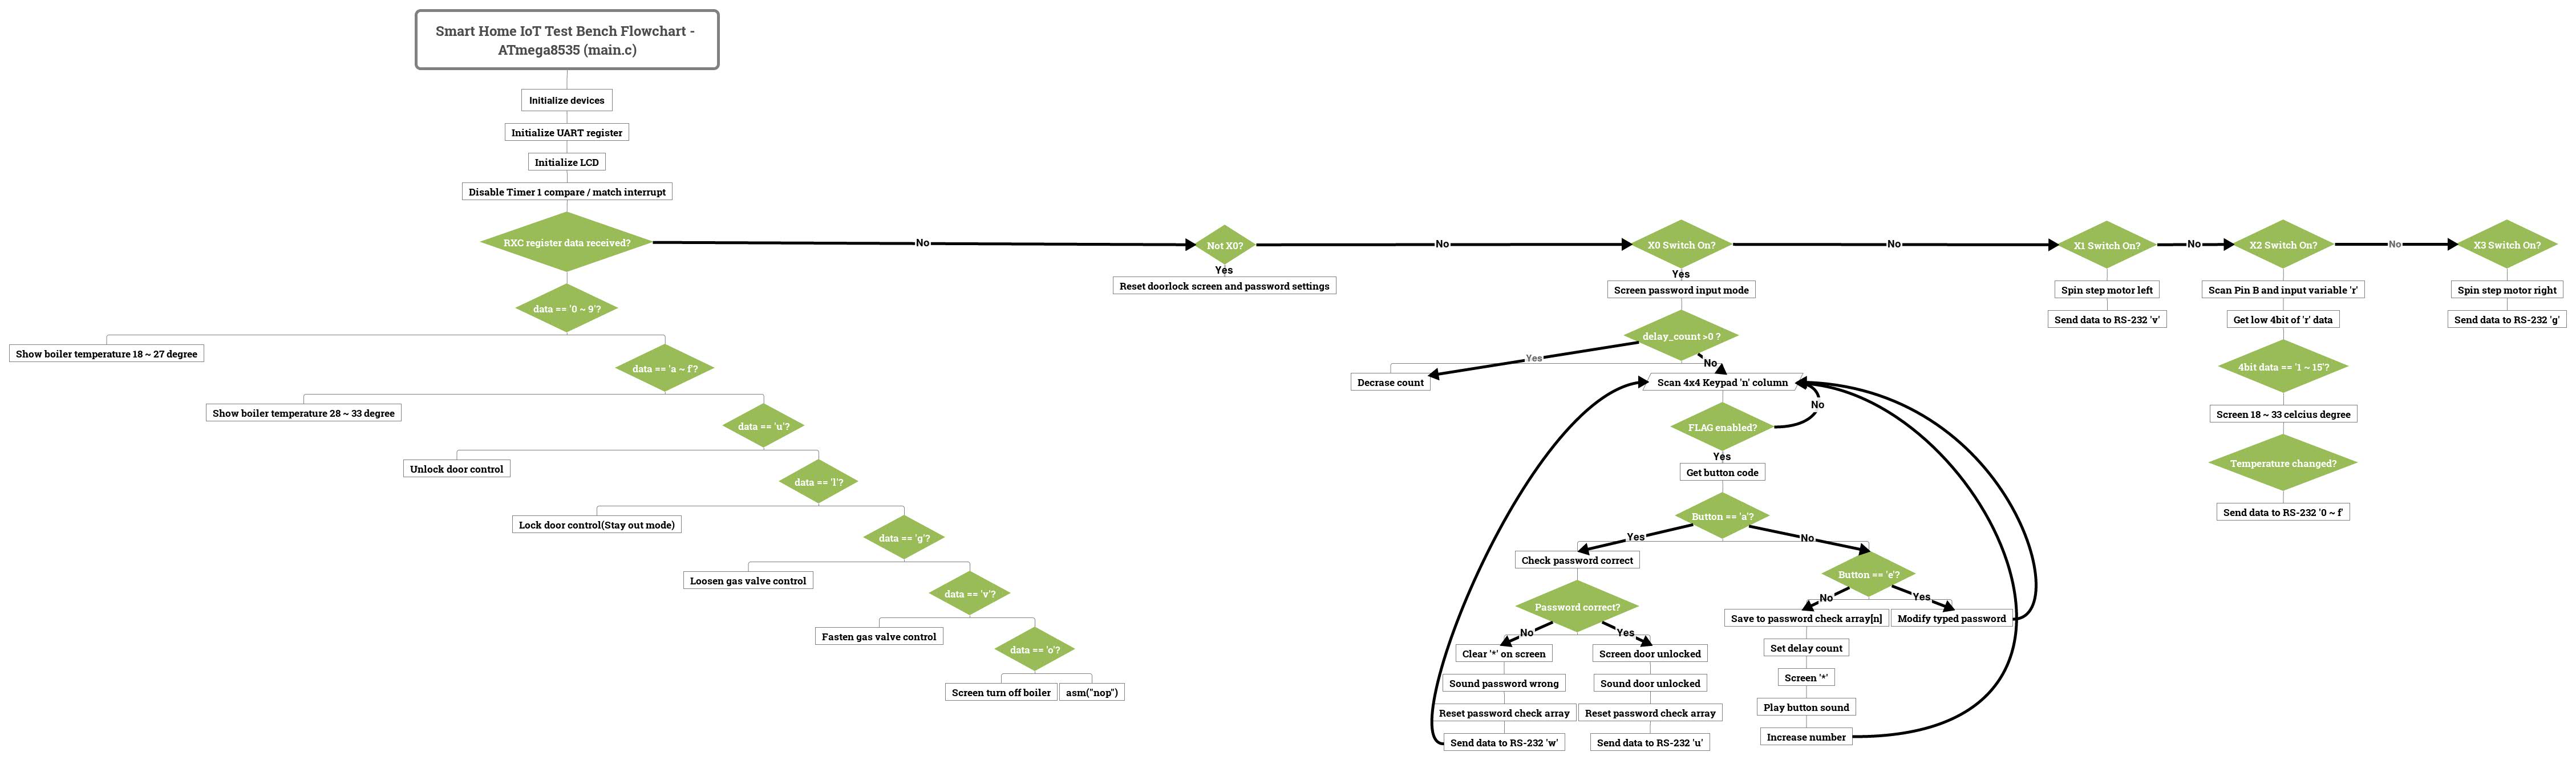 Smart Home IoT Test Bench Flowchart -
ATmega8535 (main.c)
Initialize devices
Initialize UART register
Initialize LCD
Disable Timer 1 compare / match interrupt
RXC register data received?
No
Not X0?
No
X0 Switch On?
No
X1 Switch On?
No
X2 Switch On?
No
X3 Switch On?
data == '0 ~ 9'?
Show boiler temperature 18 ~ 27 degree
data == 'a ~ f'?
Show boiler temperature 28 ~ 33 degree
data == 'u'?
Unlock door control
data == 'l'?
Lock door control(Stay out mode)
data == 'g'?
Loosen gas valve control
data == 'v'?
Fasten gas valve control
data == 'o'?
Screen turn off boiler
asm("nop")
Yes
Reset doorlock screen and password settings
Yes
Screen password input mode
delay_count >0 ?
Yes
No
Decrase count
Scan 4x4 Keypad 'n' column
No
FLAG enabled?
Yes
Get button code
Button == 'a'?
Yes
No
Check password correct
Password correct?
No
Yes
Clear '*' on screen
Sound password wrong
Reset password check array
Send data to RS-232 'w'
Screen door unlocked
Sound door unlocked
Reset password check array
Send data to RS-232 'u'
Button == 'e'?
No
Yes
Save to password check array[n]
Modify typed password
Set delay count
Screen '*'
Play button sound
Increase number
Spin step motor left
Send data to RS-232 'v'
Scan Pin B and input variable 'r'
Get low 4bit of 'r' data
4bit data == '1 ~ 15'?
Screen 18 ~ 33 celcius degree
Temperature changed?
Send data to RS-232 '0 ~ f'
Spin step motor right
Send data to RS-232 'g'